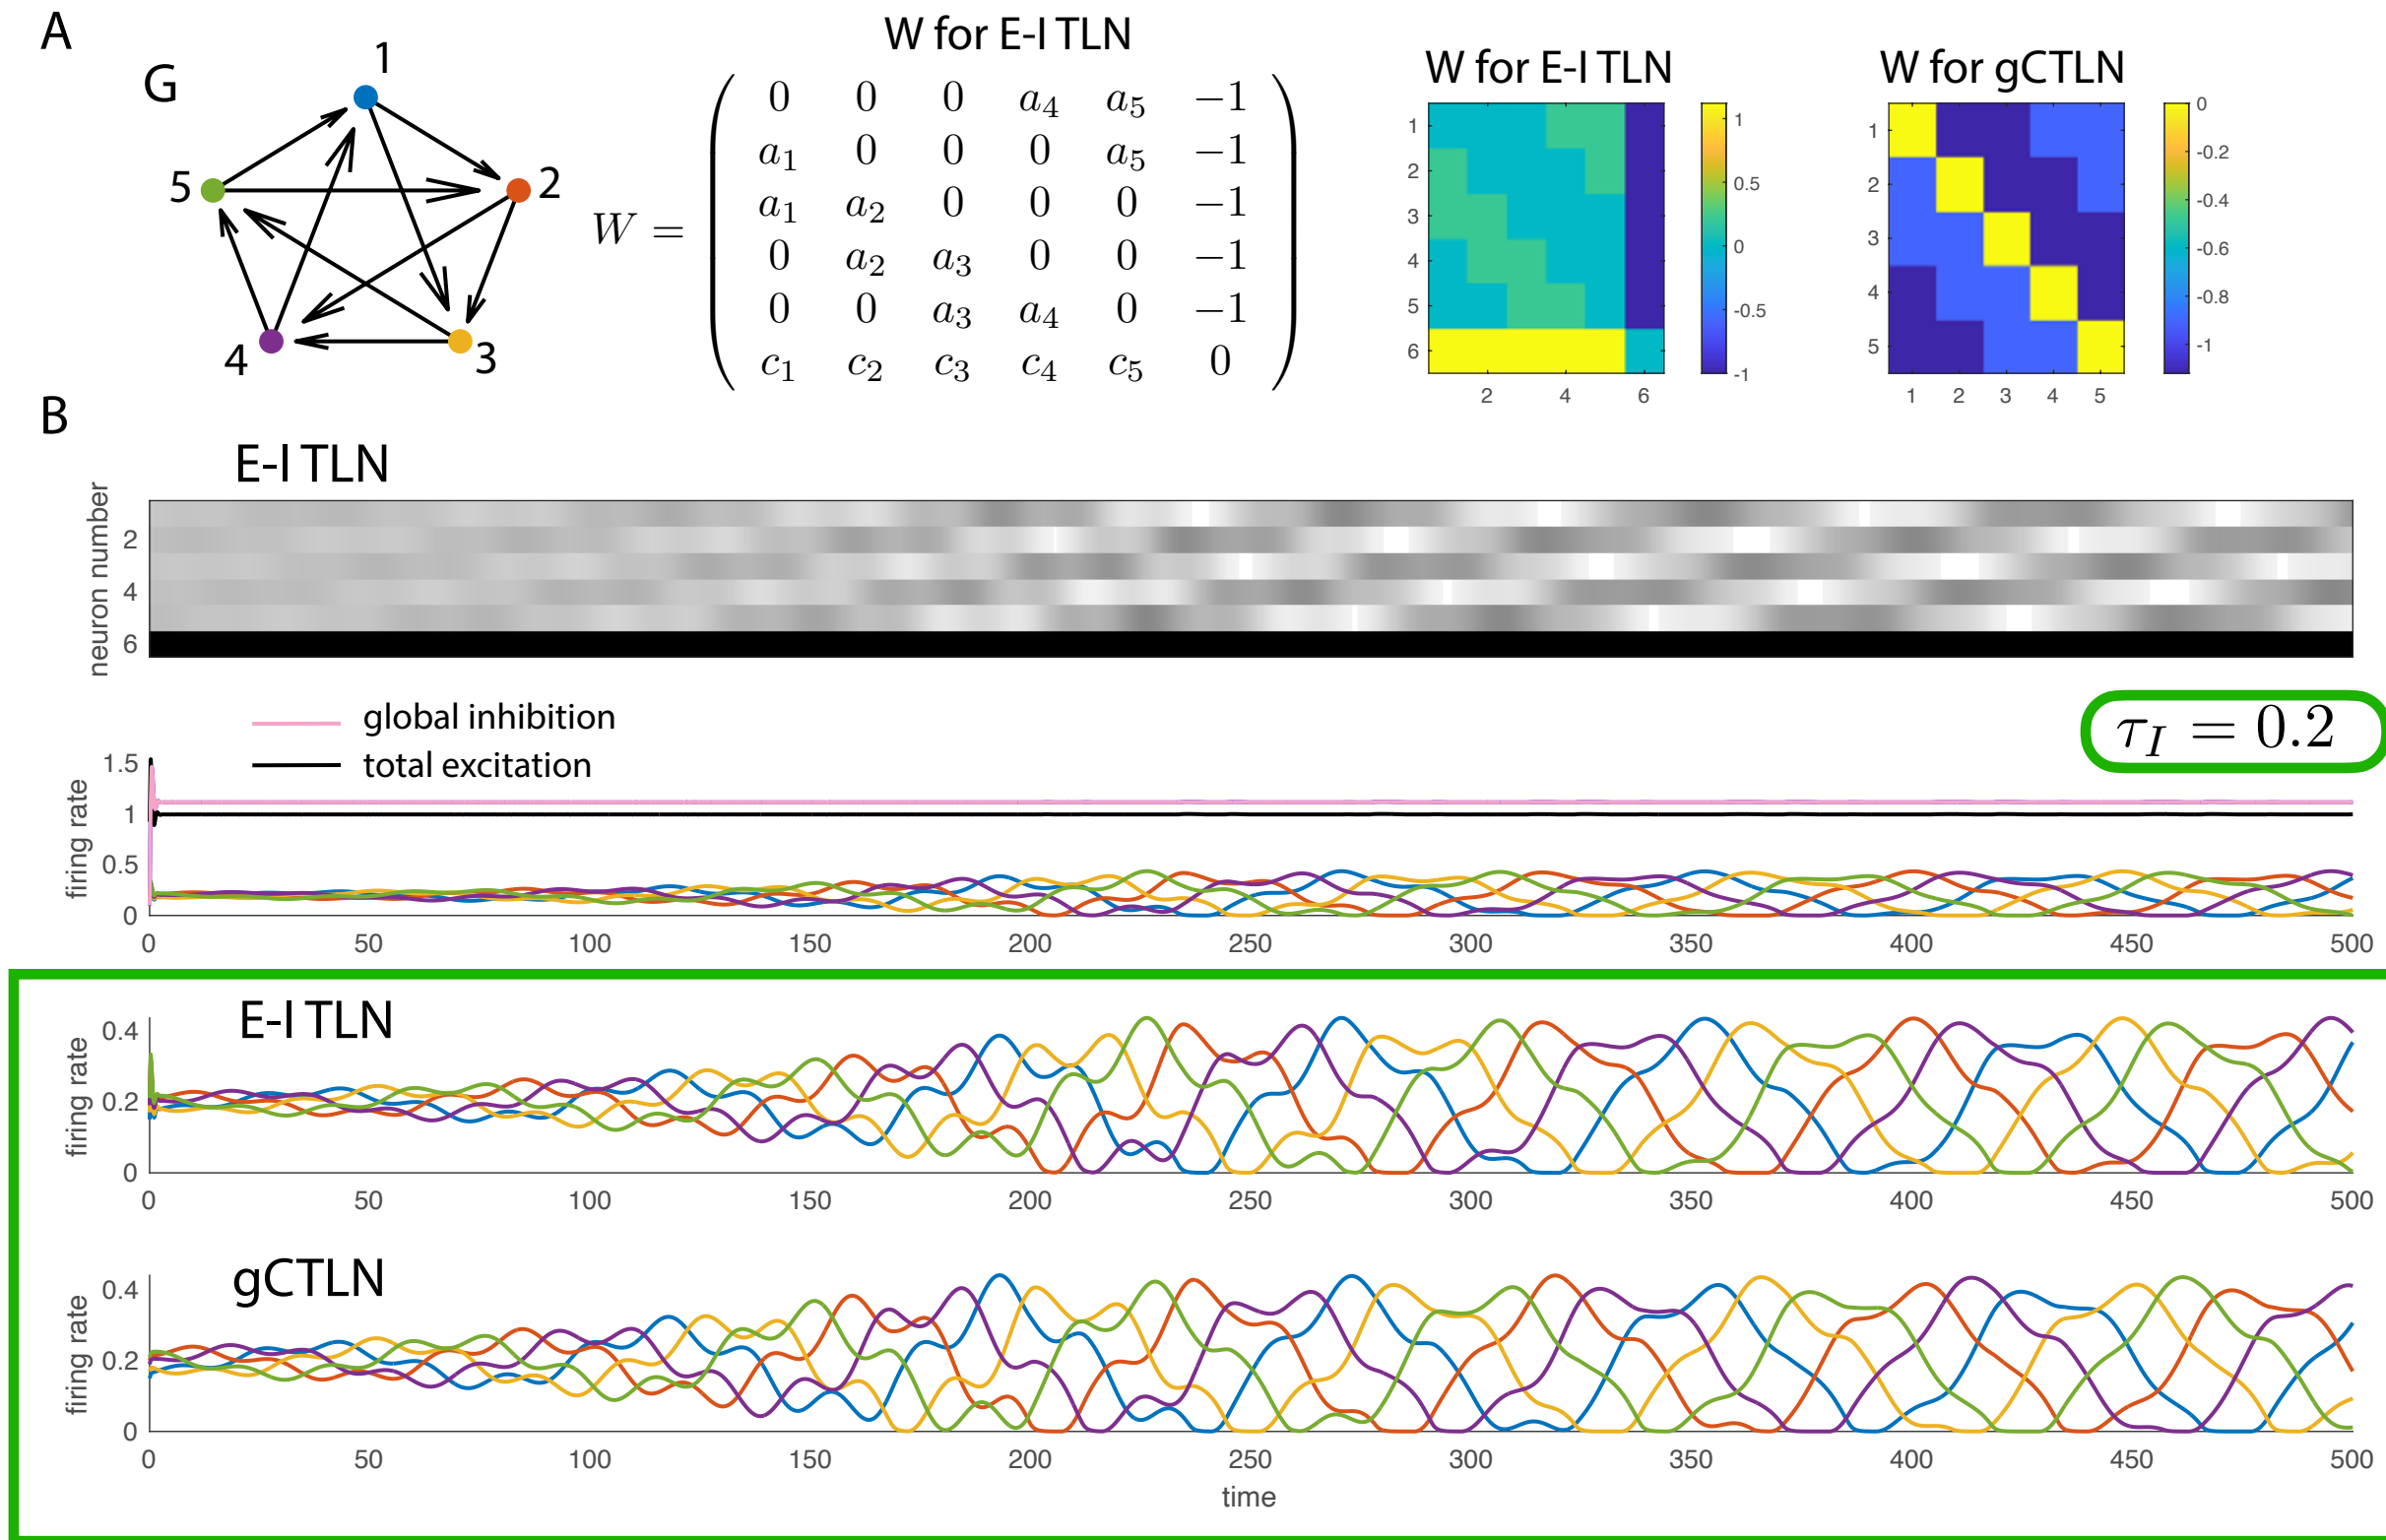 A
G
1
2
3
4
5
W for E-I TLN
W =
0 0 0 a₄ a₅ −1
a₁ 0 0 0 a₅ −1
a₁ a₂ 0 0 0 −1
0 a₂ a₃ 0 0 −1
0 0 a₃ a₄ 0 −1
c₁ c₂ c₃ c₄ c₅ 0
W for E-I TLN
1
2
3
4
5
6
2 4 6
1
0.5
0
-0.5
-1
W for gCTLN
1
2
3
4
5
1 2 3 4 5
0
-0.2
-0.4
-0.6
-0.8
-1
B
E-I TLN
neuron number
2
4
6
global inhibition
total excitation
τ_I = 0.2
firing rate
1.5
1
0.5
0
0 50 100 150 200 250 300 350 400 450 500
E-I TLN
firing rate
0.4
0.2
0
0 50 100 150 200 250 300 350 400 450 500
gCTLN
firing rate
0.4
0.2
0
0 50 100 150 200 250 300 350 400 450 500
time